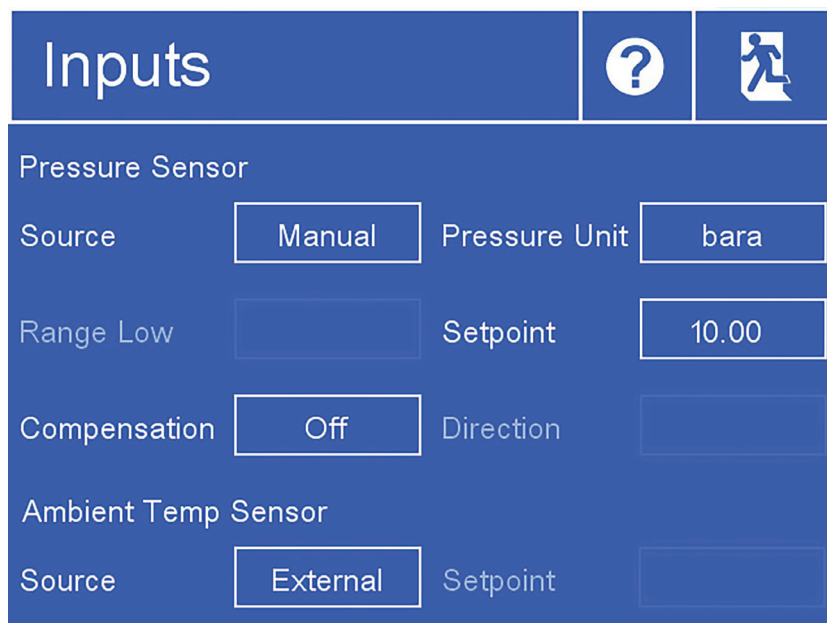 Inputs ?
Pressure Sensor
Source Manual Pressure Unit bara
Range Low Setpoint 10.00
Compensation Off Direction
Ambient Temp Sensor
Source External Setpoint